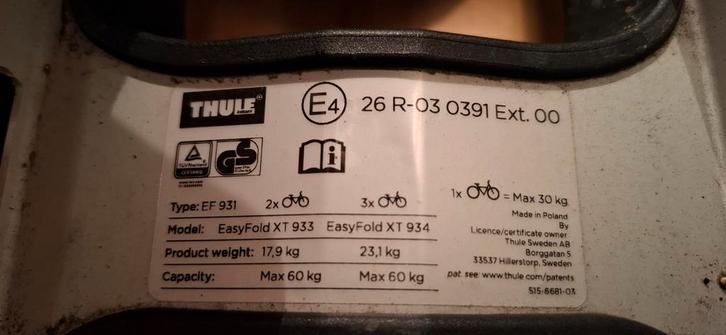 THULE
SWEDEN
E4 26 R-03 0391 Ext. 00
GS
Type: EF 931 2x 3x
Model: EasyFold XT 933 EasyFold XT 934
Product weight: 17,9 kg 23,1 kg
Capacity: Max 60 kg Max 60 kg
1x = Max 30 kg
Made in Poland
By
Licence/certificate owner:
Thule Sweden AB
Borggatan 5
33537 Hillerstorp, Sweden
pat see: www.thule.com/patents
515-6681-03